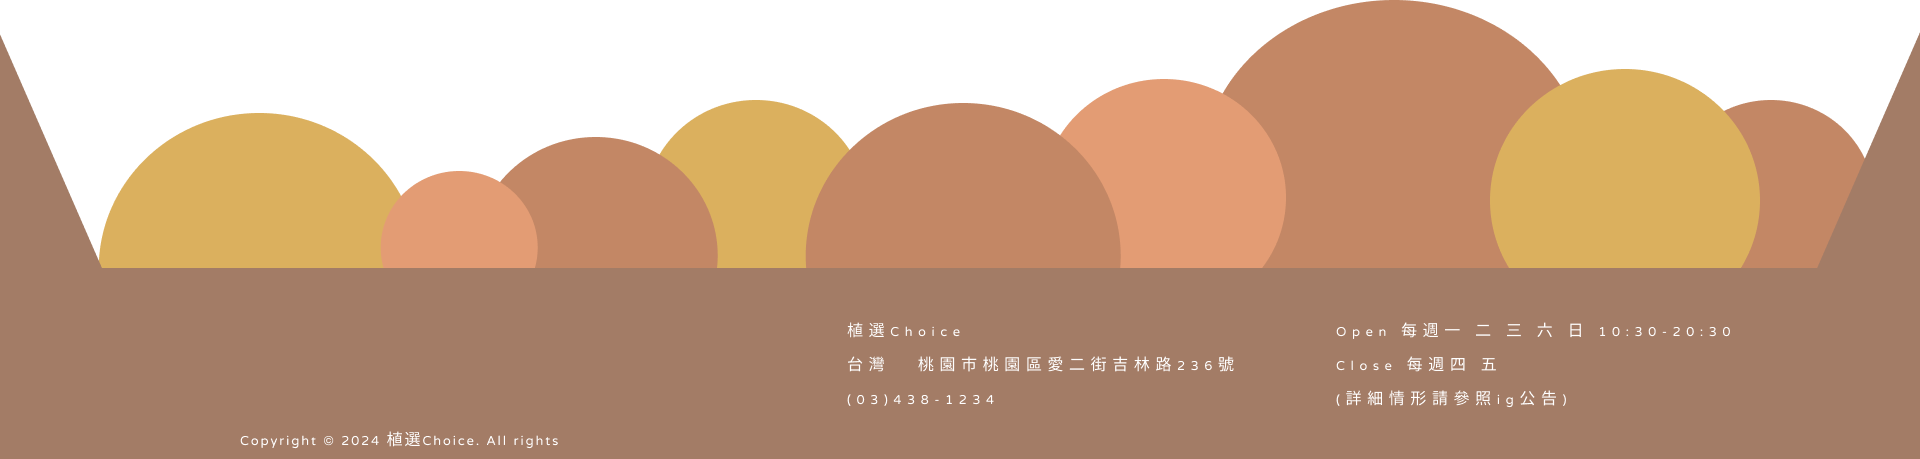 植選Choice
台灣 桃園市桃園區愛二街吉林路236號
(03)438-1234
Open 每週一 二 三 六 日 10:30-20:30
Close 每週四 五
(詳細情形請參照ig公告)
Copyright © 2024 植選Choice. All rights